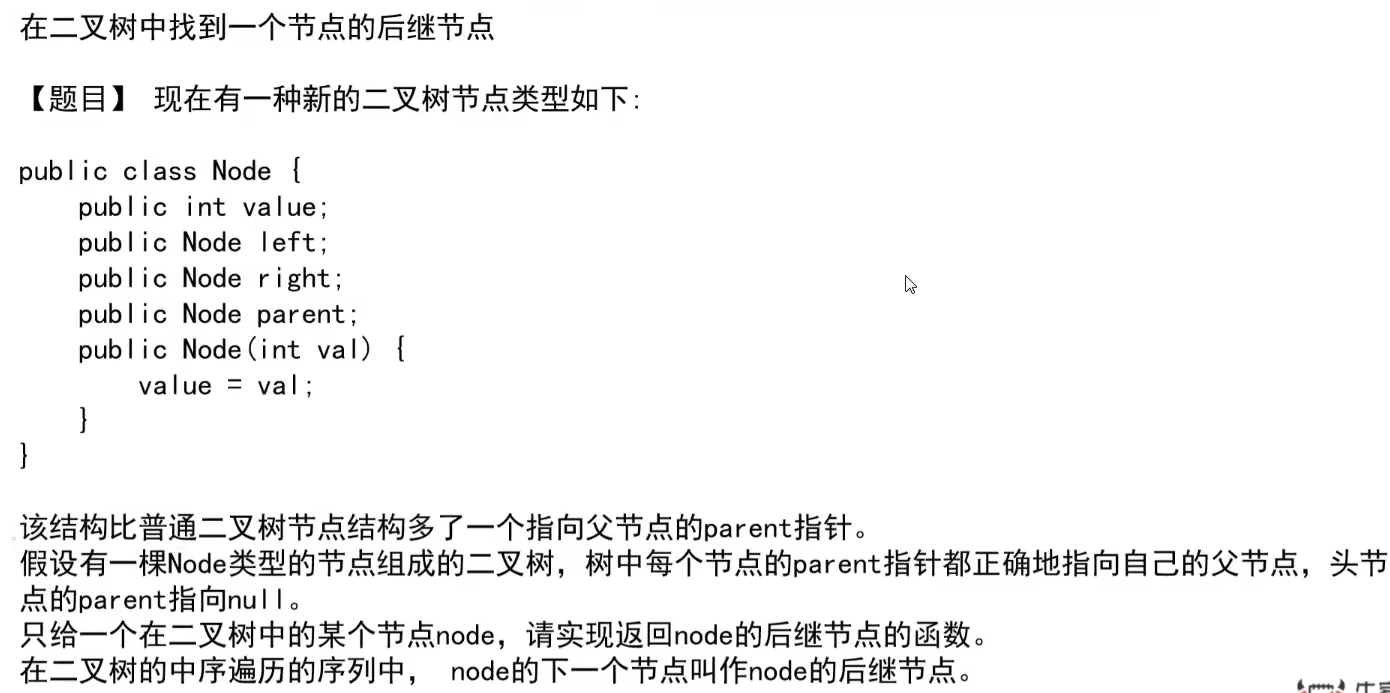 在二叉树中找到一个节点的后继节点
【题目】 现在有一种新的二叉树节点类型如下:
public class Node {
public int value;
public Node left;
public Node right;
public Node parent;
public Node(int val) {
value = val;
}
}
该结构比普通二叉树节点结构多了一个指向父节点的parent指针。
假设有一棵Node类型的节点组成的二叉树，树中每个节点的parent指针都正确地指向自己的父节点，头节
点的parent指向null。
只给一个在二叉树中的某个节点node，请实现返回node的后继节点的函数。
在二叉树的中序遍历的序列中， node的下一个节点叫作node的后继节点。